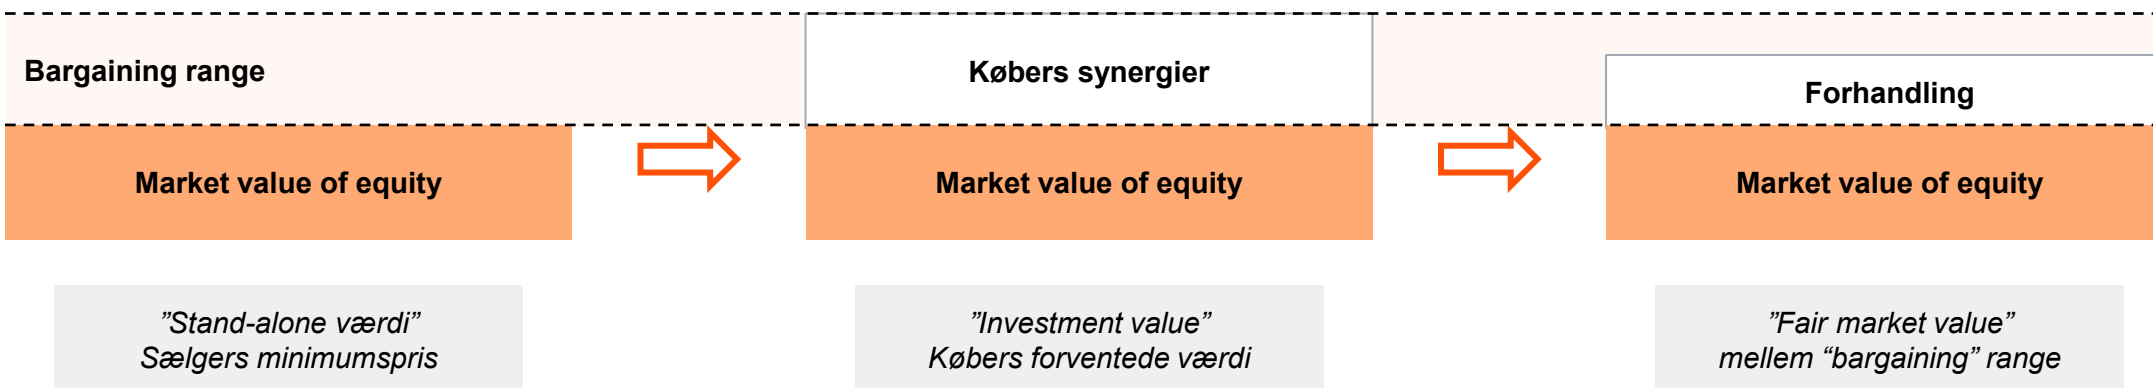 Bargaining range
Købers synergier
Forhandling
Market value of equity
Market value of equity
Market value of equity
”Stand-alone værdi”
Sælgers minimumspris
”Investment value”
Købers forventede værdi
”Fair market value”
mellem “bargaining” range